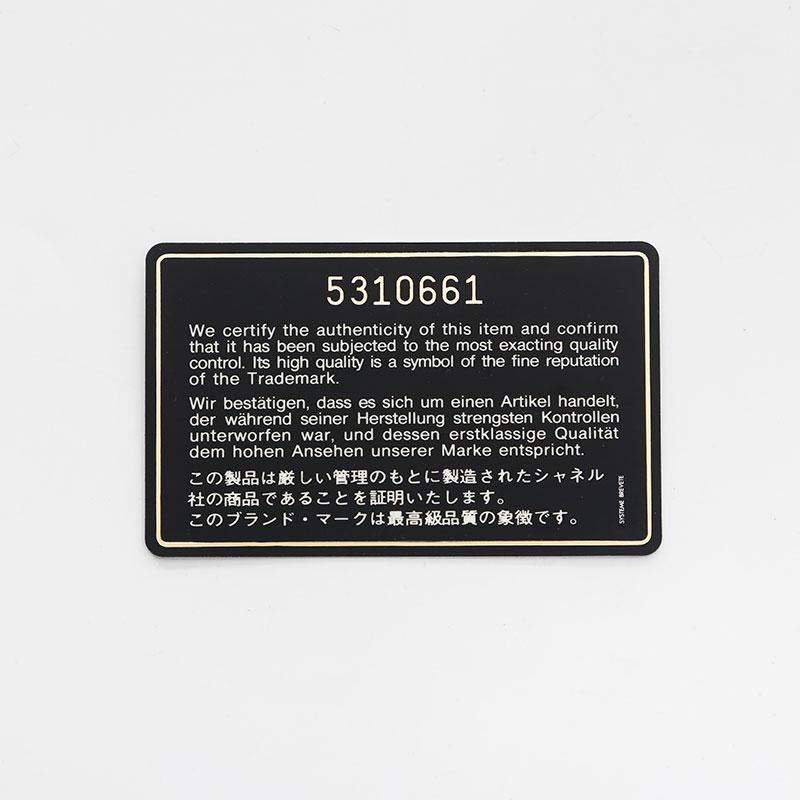 5310661
We certify the authenticity of this item and confirm
that it has been subjected to the most exacting quality
control. Its high quality is a symbol of the fine reputation
of the Trademark.
Wir bestätigen, dass es sich um einen Artikel handelt,
der während seiner Herstellung strengsten Kontrollen
unterworfen war, und dessen erstklassige Qualität
dem hohen Ansehen unserer Marke entspricht.
この製品は厳しい管理のもとに製造されたシャネル
社の商品であることを証明いたします。
このブランド・マークは最高級品質の象徴です。
SYSTEME BREVETE